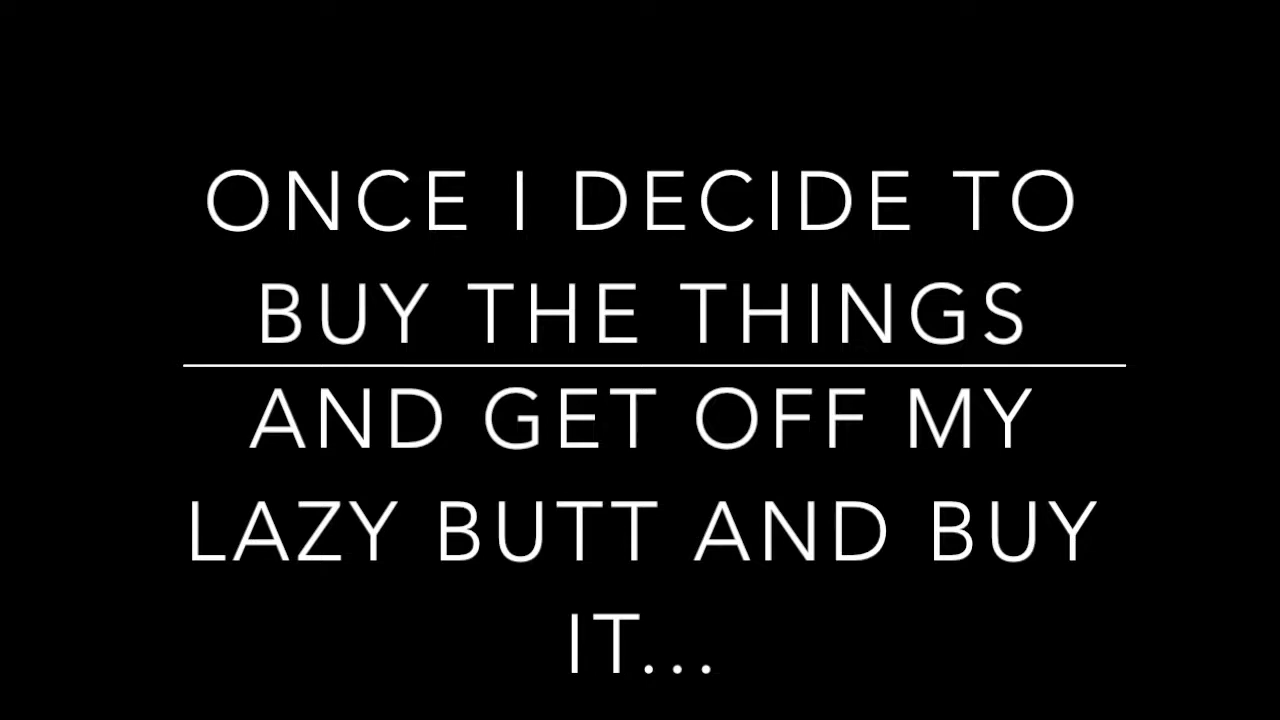 ONCE I DECIDE TO
BUY THE THINGS
AND GET OFF MY
LAZY BUTT AND BUY
IT...